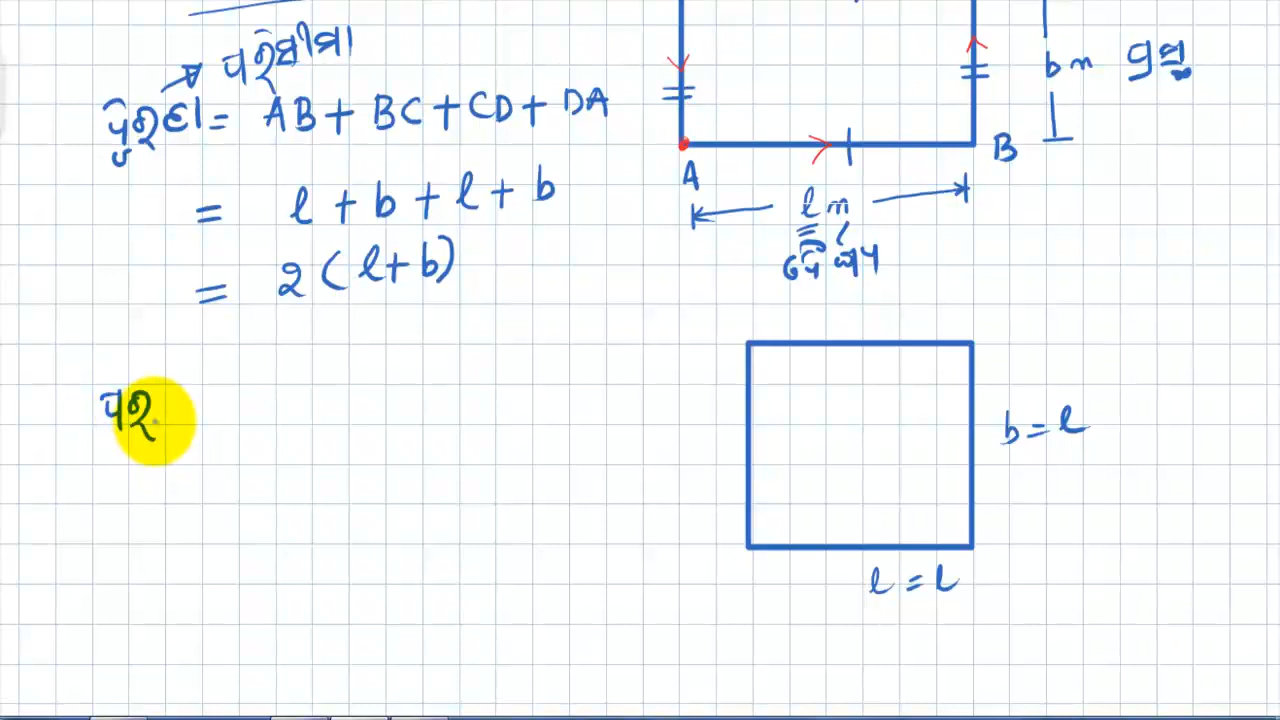 ପରିସୀମା
= AB + BC + CD + DA
b m
B
A
= l + b + l + b
l m
= 2 ( l + b )
ପରି
b = l
l = l